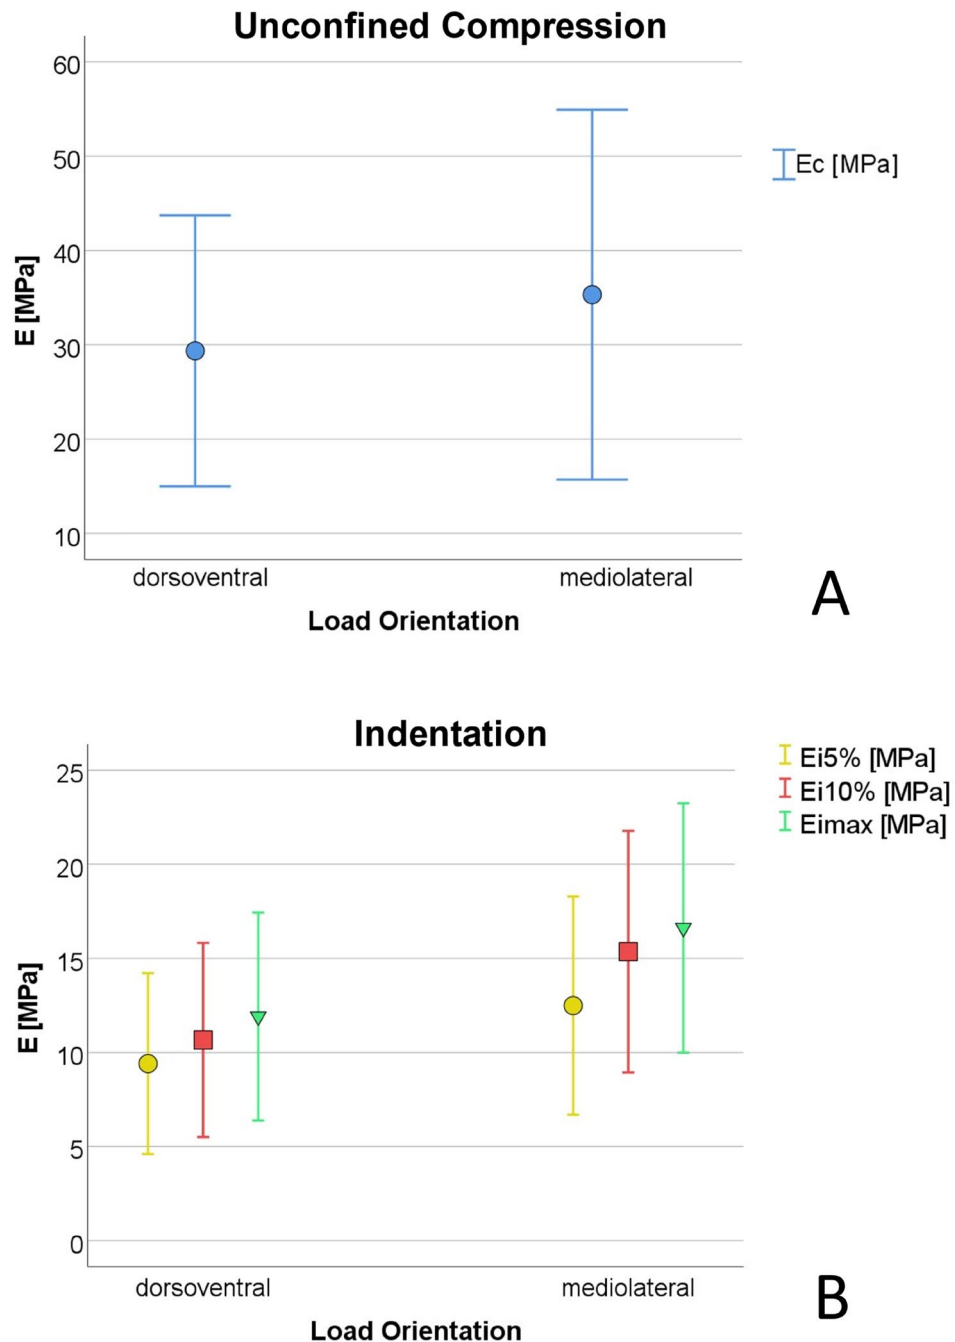 Unconfined Compression
60
50
40
30
20
10
E [MPa]
Ec [MPa]
dorsoventral mediolateral
Load Orientation
A
Indentation
25
20
15
10
5
0
E [MPa]
Ei5% [MPa]
Ei10% [MPa]
Eimax [MPa]
dorsoventral mediolateral
Load Orientation
B